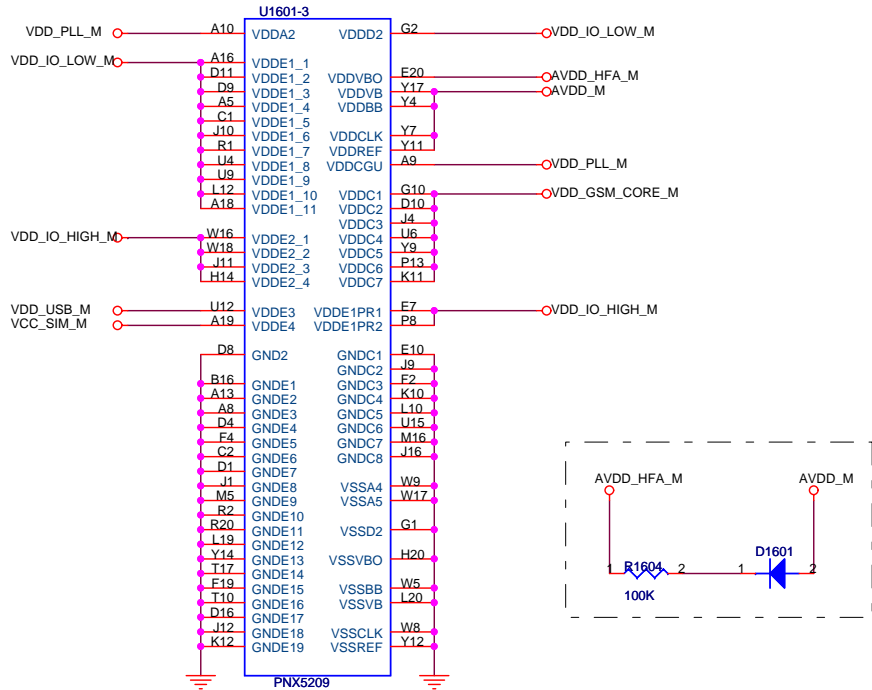 U1601-3
VDD_PLL_M A10 VDDA2 VDDD2 G2 VDD_IO_LOW_M
VDD_IO_LOW_M A16 VDDE1_1
D11 VDDE1_2 VDDVBO E20 AVDD_HFA_M
D9 VDDE1_3 VDDVB Y17 AVDD_M
A5 VDDE1_4 VDDBB Y4
C1 VDDE1_5
J10 VDDE1_6 VDDCLK Y7
R1 VDDE1_7 VDDREF Y11
U4 VDDE1_8 VDDCGU A9 VDD_PLL_M
U9 VDDE1_9
L12 VDDE1_10 VDDC1 G10 VDD_GSM_CORE_M
A18 VDDE1_11 VDDC2 D10
VDDC3 J4
VDD_IO_HIGH_M W16 VDDE2_1 VDDC4 U6
W18 VDDE2_2 VDDC5 Y9
J11 VDDE2_3 VDDC6 P13
H14 VDDE2_4 VDDC7 K11
VDD_USB_M U12 VDDE3 VDDE1PR1 E7 VDD_IO_HIGH_M
VCC_SIM_M A19 VDDE4 VDDE1PR2 P8
D8 GND2 GNDC1 E10
GNDC2 J9
B16 GNDE1 GNDC3 F2
A13 GNDE2 GNDC4 K10
A8 GNDE3 GNDC5 L10
D4 GNDE4 GNDC6 U15
F4 GNDE5 GNDC7 M16
C2 GNDE6 GNDC8 J16
D1 GNDE7
J1 GNDE8 VSSA4 W9
M5 GNDE9 VSSA5 W17
R2 GNDE10
R20 GNDE11 VSSD2 G1
L19 GNDE12
Y14 GNDE13 VSSVBO H20
T17 GNDE14
F19 GNDE15 VSSBB W5
T10 GNDE16 VSSVB L20
D16 GNDE17
J12 GNDE18 VSSCLK W8
K12 GNDE19 VSSREF Y12
PNX5209
AVDD_HFA_M AVDD_M
D1601
1 R1604 2 1 2
100K